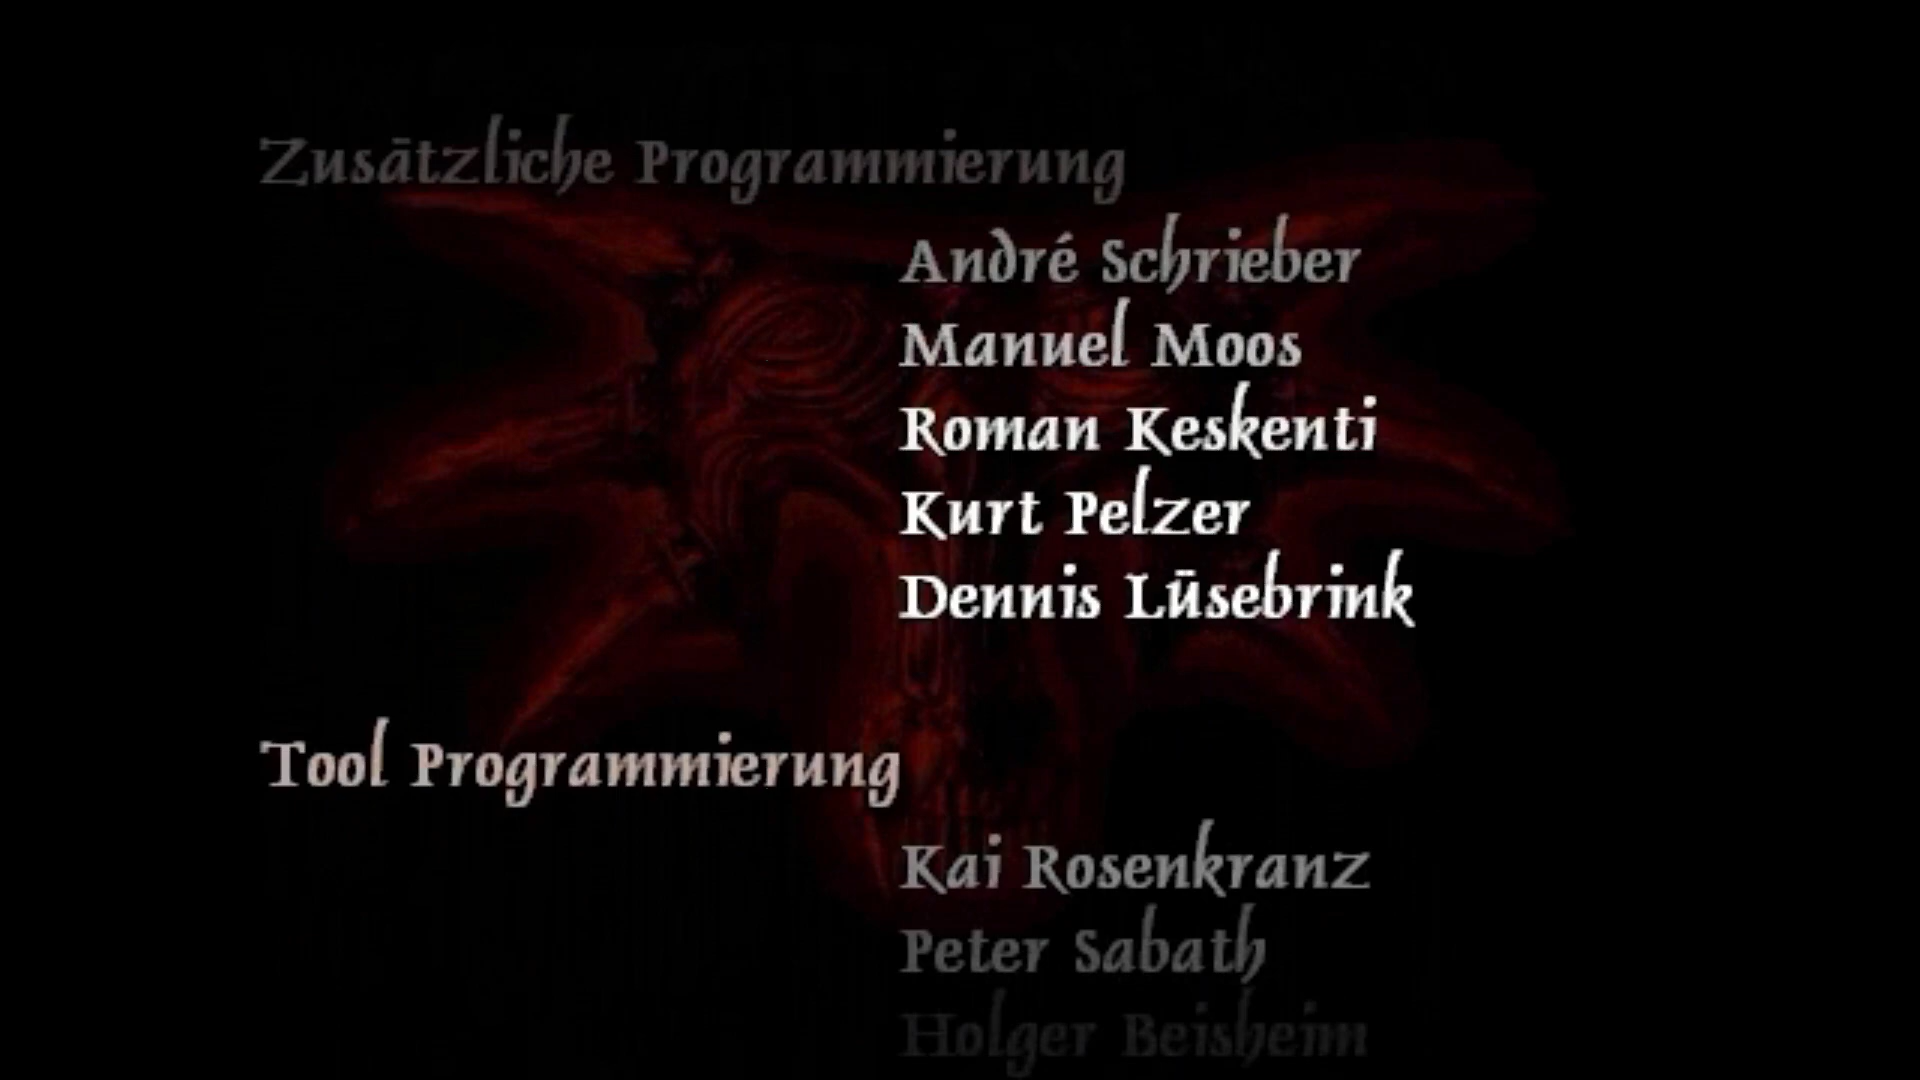 Zusätzliche Programmierung
André Schrieber
Manuel Moos
Roman Keskenti
Kurt Pelzer
Dennis Lüsebrink
Tool Programmierung
Kai Rosenkranz
Peter Sabath
Holger Beisheim